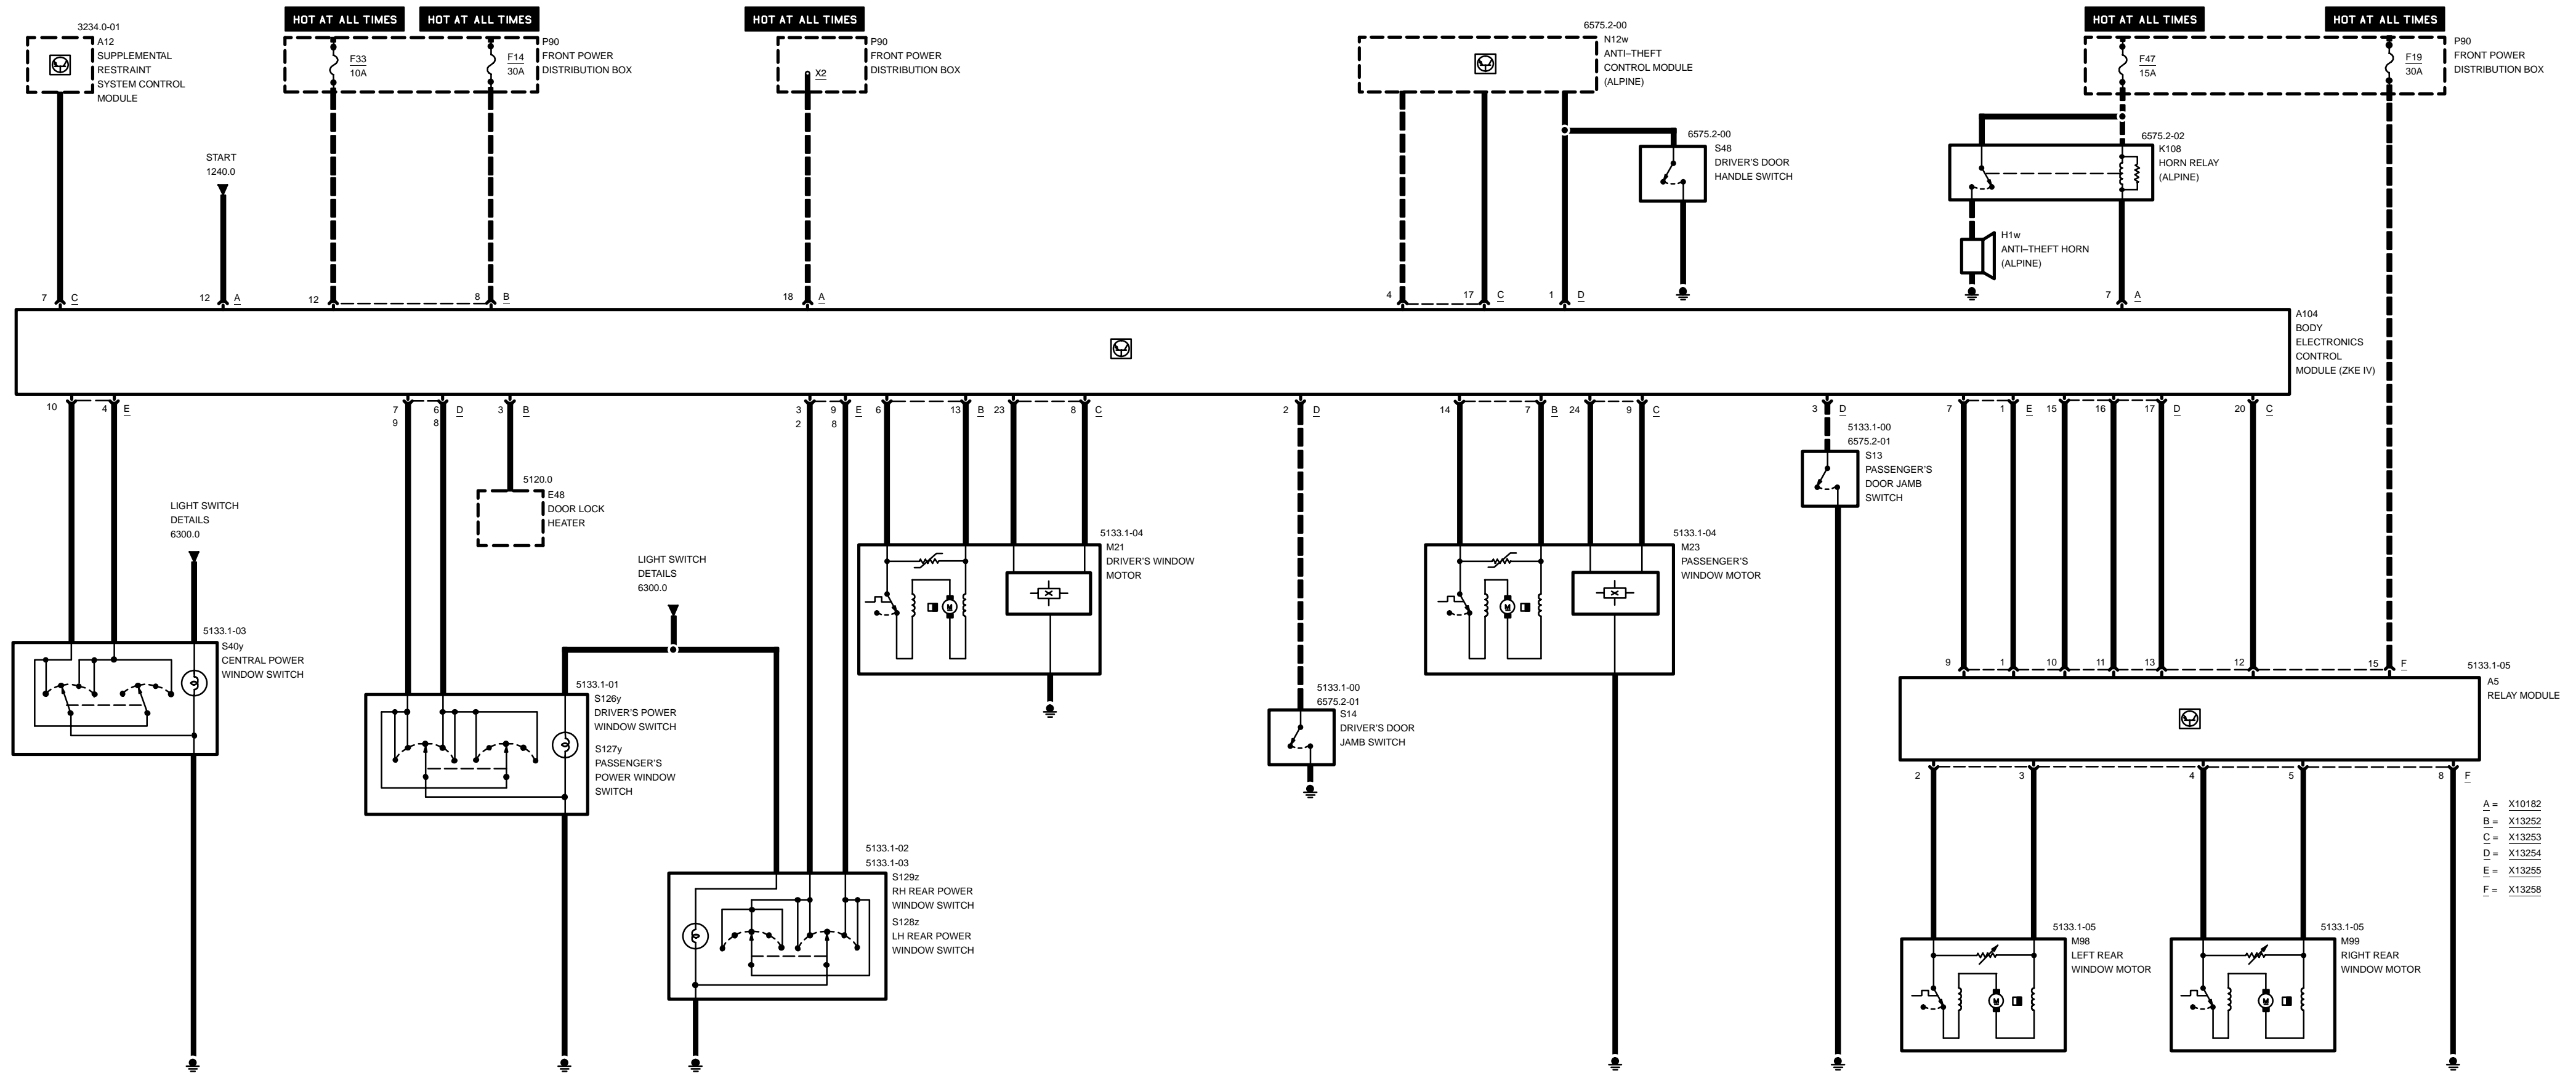 HOT AT ALL TIMES
HOT AT ALL TIMES
HOT AT ALL TIMES
HOT AT ALL TIMES
HOT AT ALL TIMES
3234.0-01
A12
SUPPLEMENTAL
RESTRAINT
SYSTEM CONTROL
MODULE
F33
10A
F14
30A
P90
FRONT POWER
DISTRIBUTION BOX
X2
P90
FRONT POWER
DISTRIBUTION BOX
6575.2-00
N12w
ANTI–THEFT
CONTROL MODULE
(ALPINE)
F47
15A
F19
30A
P90
FRONT POWER
DISTRIBUTION BOX
START
1240.0
6575.2-00
S48
DRIVER'S DOOR
HANDLE SWITCH
6575.2-02
K108
HORN RELAY
(ALPINE)
H1w
ANTI–THEFT HORN
(ALPINE)
7 C
12 A
12
8 B
18 A
4
17 C
1 D
7 A
A104
BODY
ELECTRONICS
CONTROL
MODULE (ZKE IV)
10
4 E
7
9
6 D
8
3 B
3
2
9 E
8
6
13 B
23
8 C
2 D
14
7 B
24
9 C
3 D
7
1 E
15
16
17 D
20 C
5133.1-00
6575.2-01
S13
PASSENGER'S
DOOR JAMB
SWITCH
5120.0
E48
DOOR LOCK
HEATER
LIGHT SWITCH
DETAILS
6300.0
LIGHT SWITCH
DETAILS
6300.0
5133.1-04
M21
DRIVER'S WINDOW
MOTOR
M
5133.1-04
M23
PASSENGER'S
WINDOW MOTOR
M
5133.1-03
S40y
CENTRAL POWER
WINDOW SWITCH
5133.1-01
S126y
DRIVER'S POWER
WINDOW SWITCH
S127y
PASSENGER'S
POWER WINDOW
SWITCH
5133.1-00
6575.2-01
S14
DRIVER'S DOOR
JAMB SWITCH
9
1
10
11
13
12
15 F
5133.1-05
A5
RELAY MODULE
2
3
4
5
8 F
5133.1-02
5133.1-03
S129z
RH REAR POWER
WINDOW SWITCH
S128z
LH REAR POWER
WINDOW SWITCH
A = X10182
B = X13252
C = X13253
D = X13254
E = X13255
F = X13258
5133.1-05
M98
LEFT REAR
WINDOW MOTOR
M
5133.1-05
M99
RIGHT REAR
WINDOW MOTOR
M